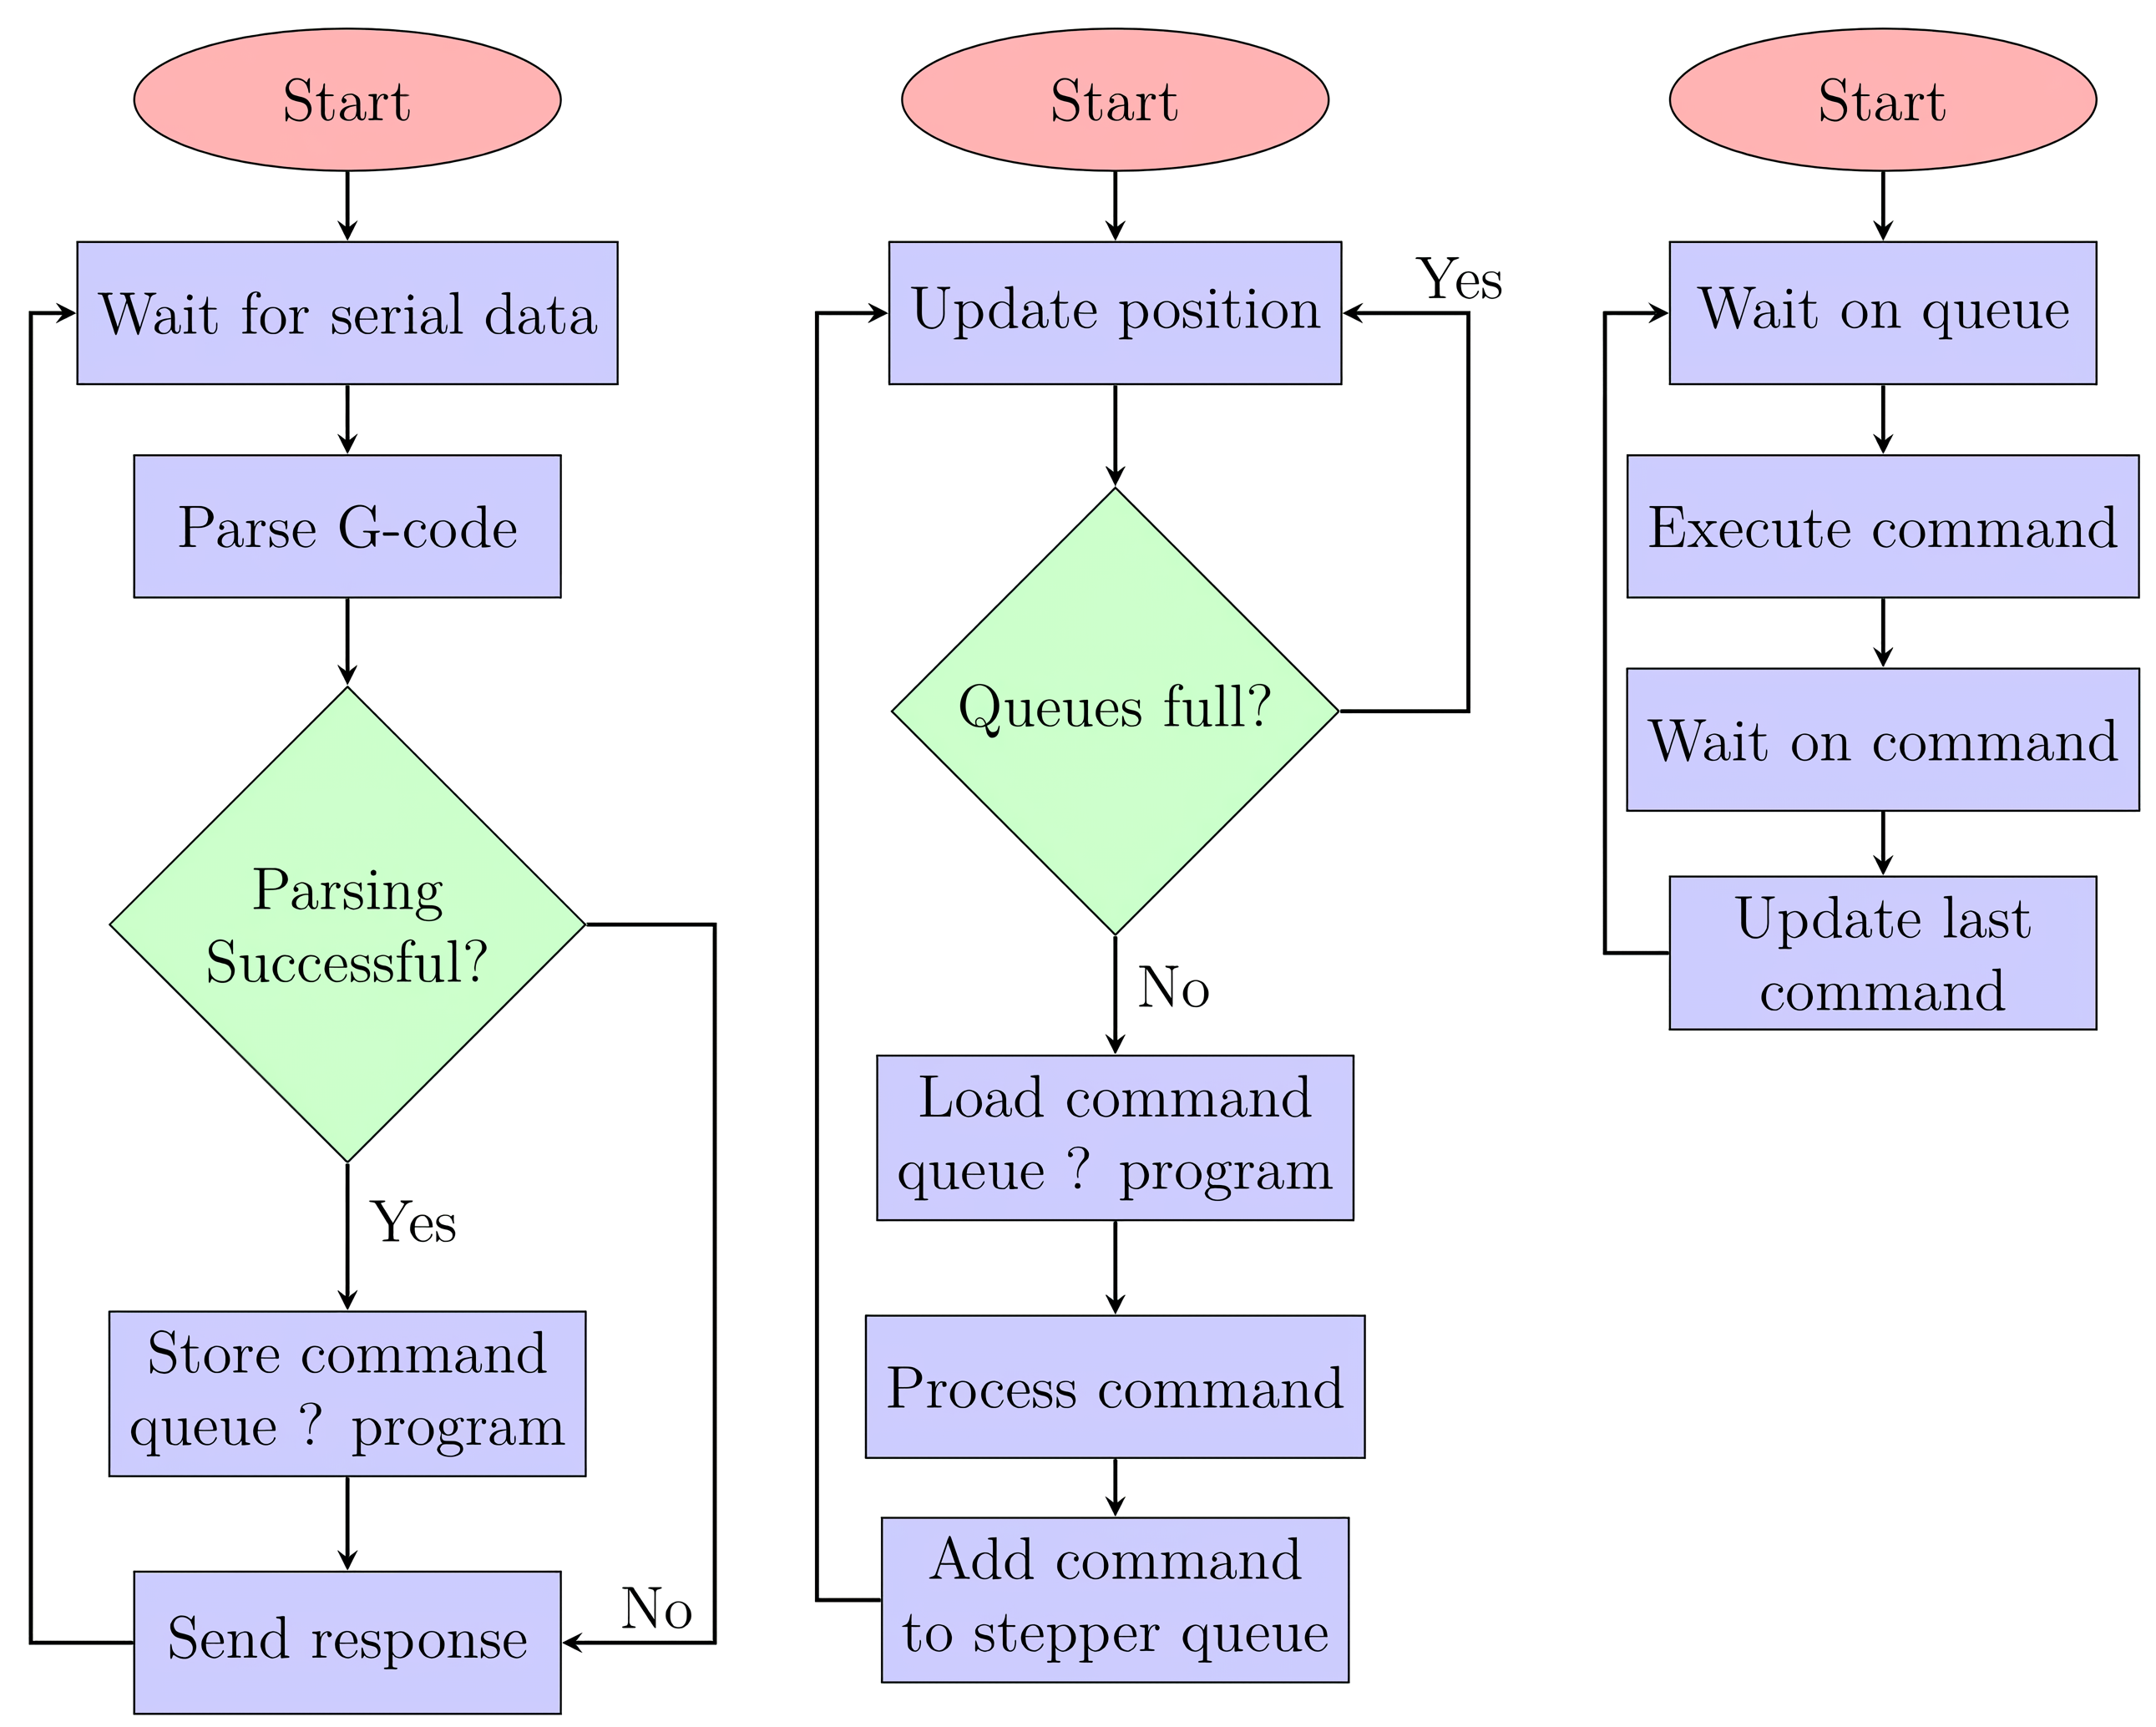 Start
Wait for serial data
Parse G-code
Parsing
Successful?
Yes
Store command
queue ? program
No
Send response
Start
Yes
Update position
Queues full?
No
Load command
queue ? program
Process command
Add command
to stepper queue
Start
Wait on queue
Execute command
Wait on command
Update last
command